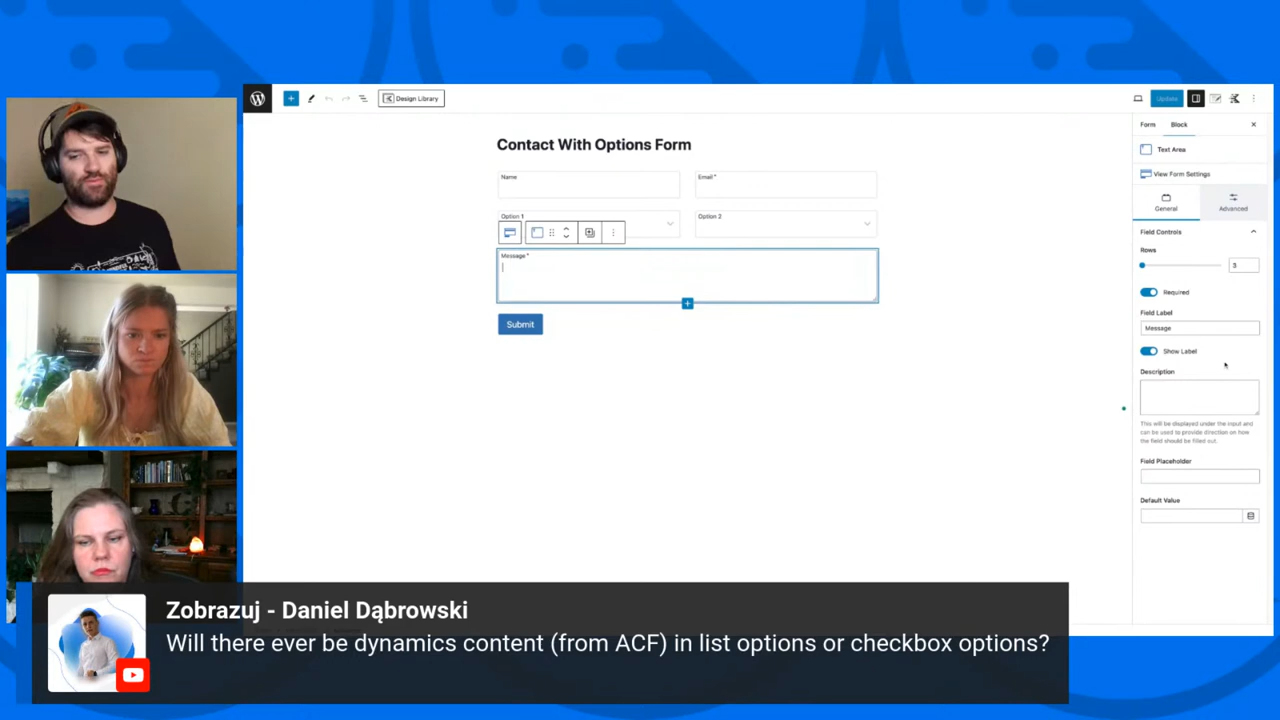 Design Library
Update
Contact With Options Form
Name
Email *
Option 1
Option 2
Message *
Submit
Form
Block
Text Area
View Form Settings
General
Advanced
Field Controls
Rows
3
Required
Field Label
Message
Show Label
Description
This will be displayed under the input and
can be used to provide direction on how
the field should be filled out.
Field Placeholder
Default Value
Zobrazuj - Daniel Dąbrowski
Will there ever be dynamics content (from ACF) in list options or checkbox options?